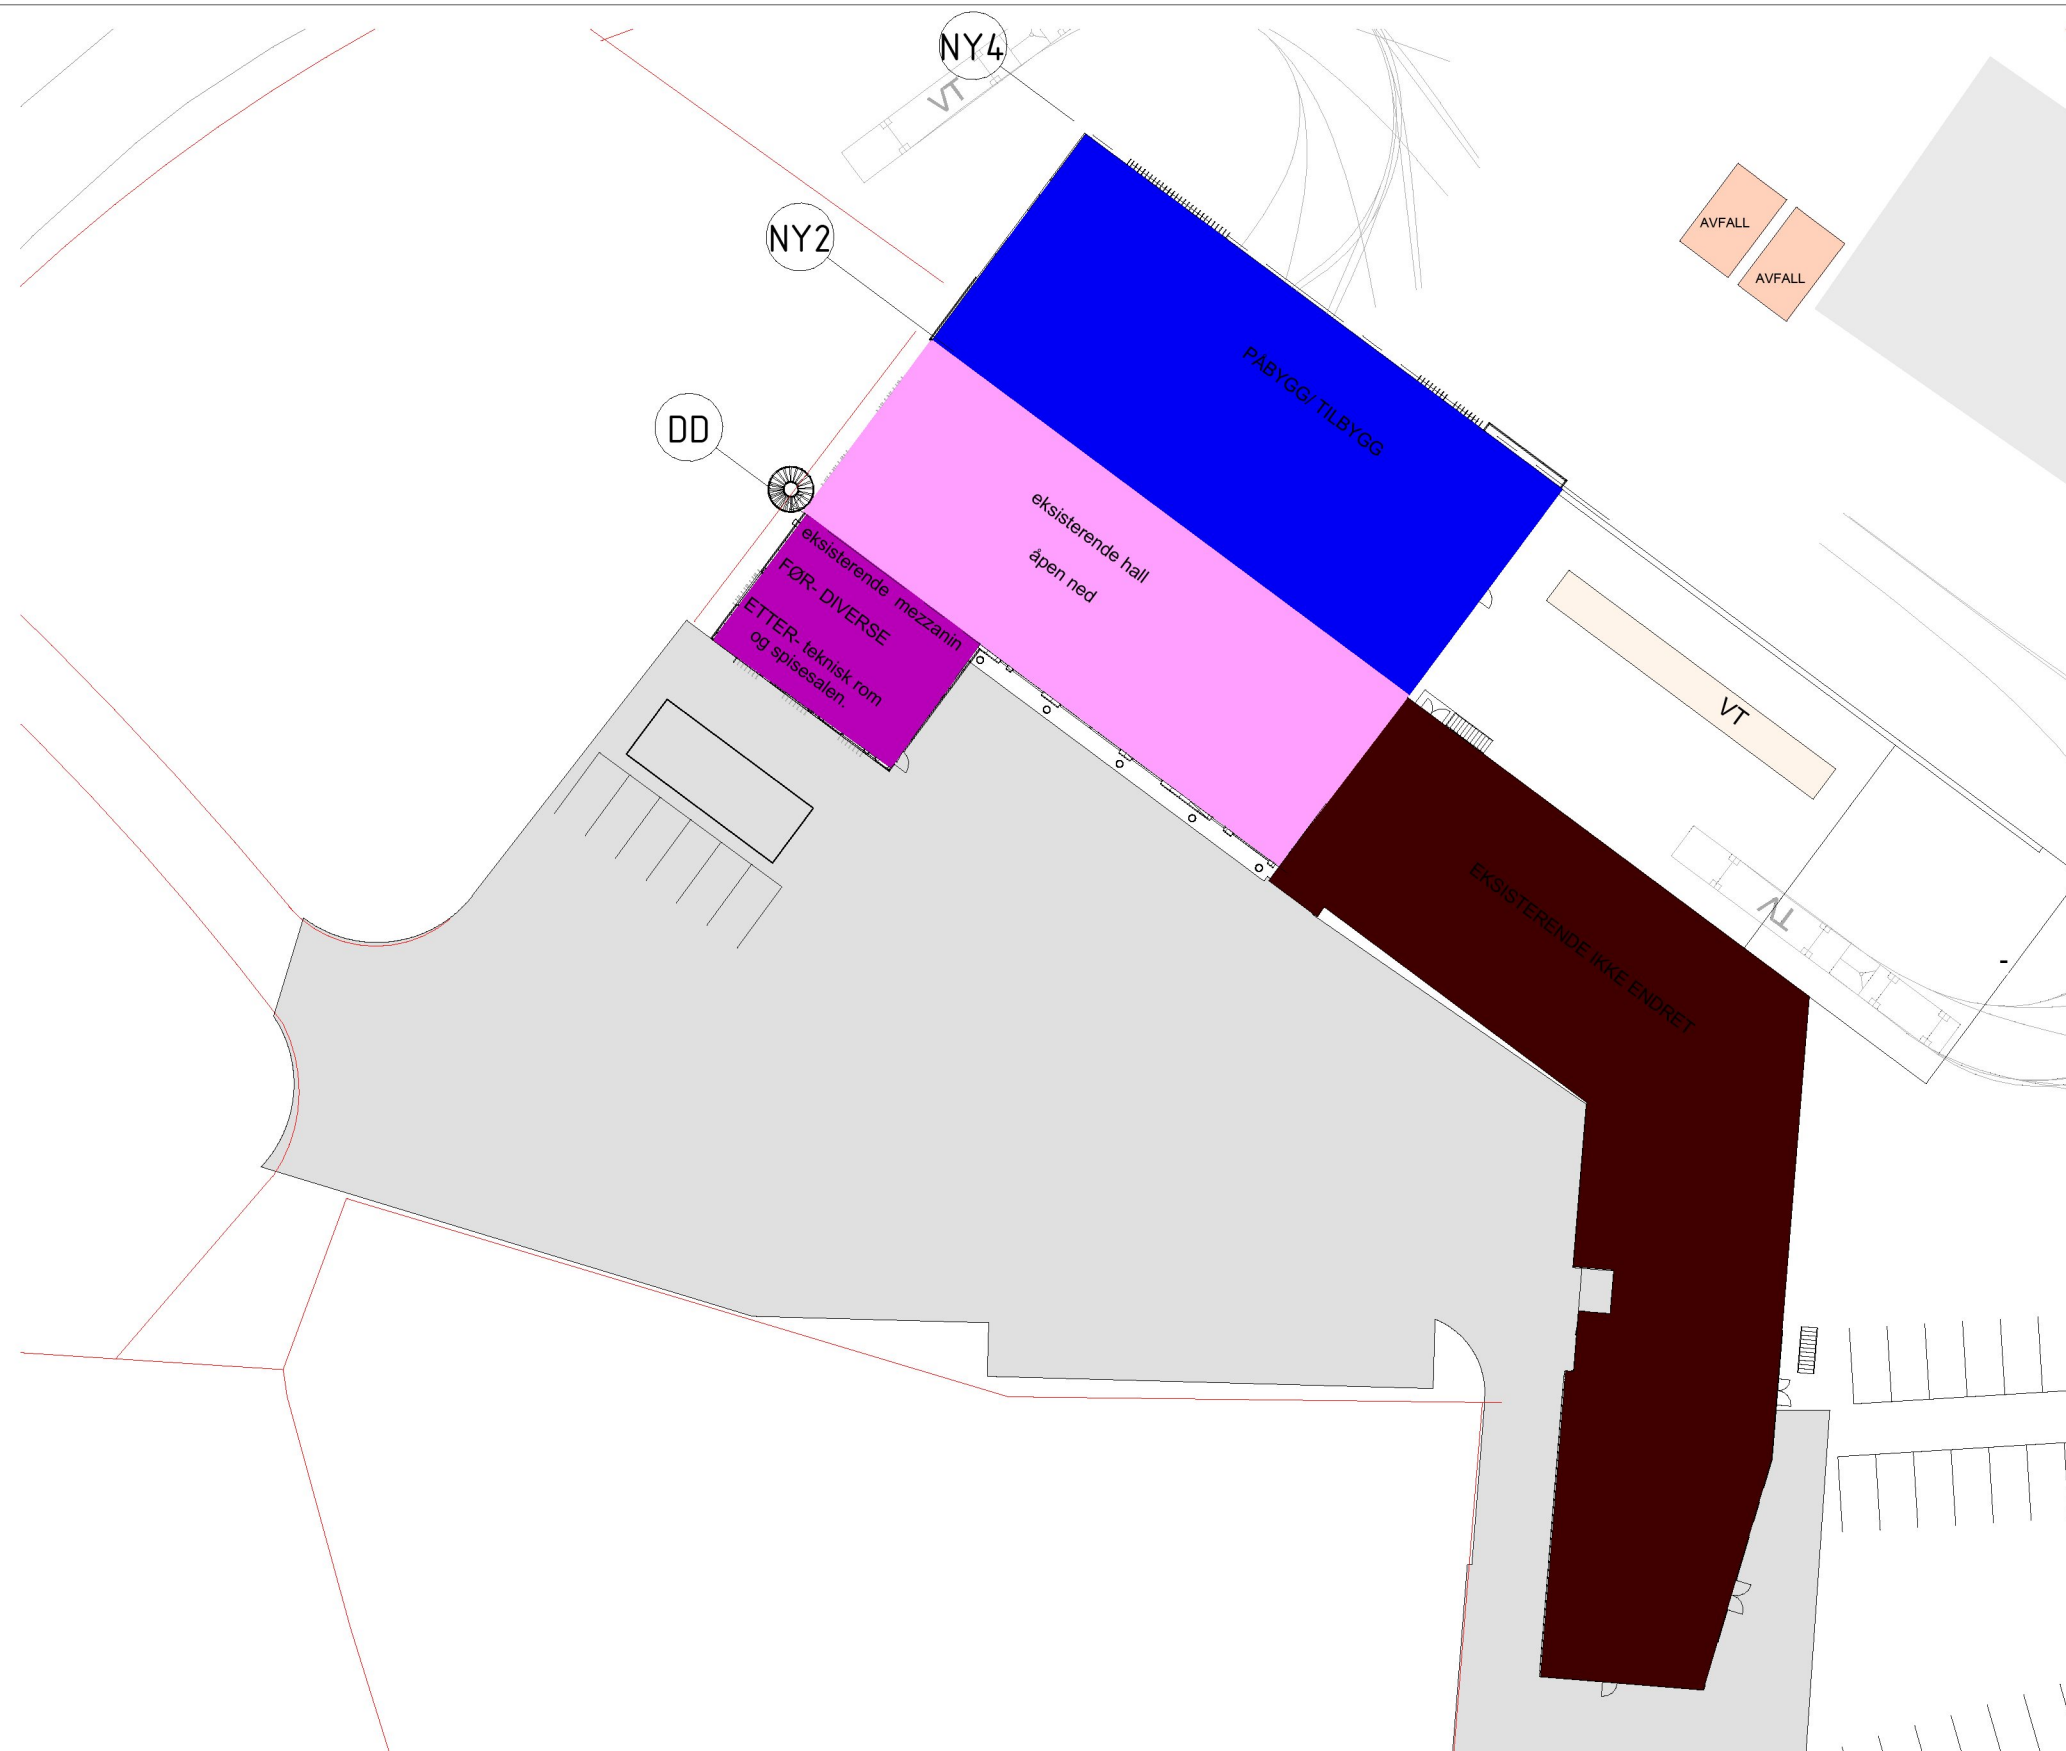 NY4
VT
NY2
AVFALL
AVFALL
PÅBYGG/ TILBYGG
DD
eksisterende hall
åpen ned
eksisterende mezzanin
FØR- DIVERSE
ETTER- teknisk rom
og spisesalen.
VT
EKSISTERENDE IKKE ENDRET
VT